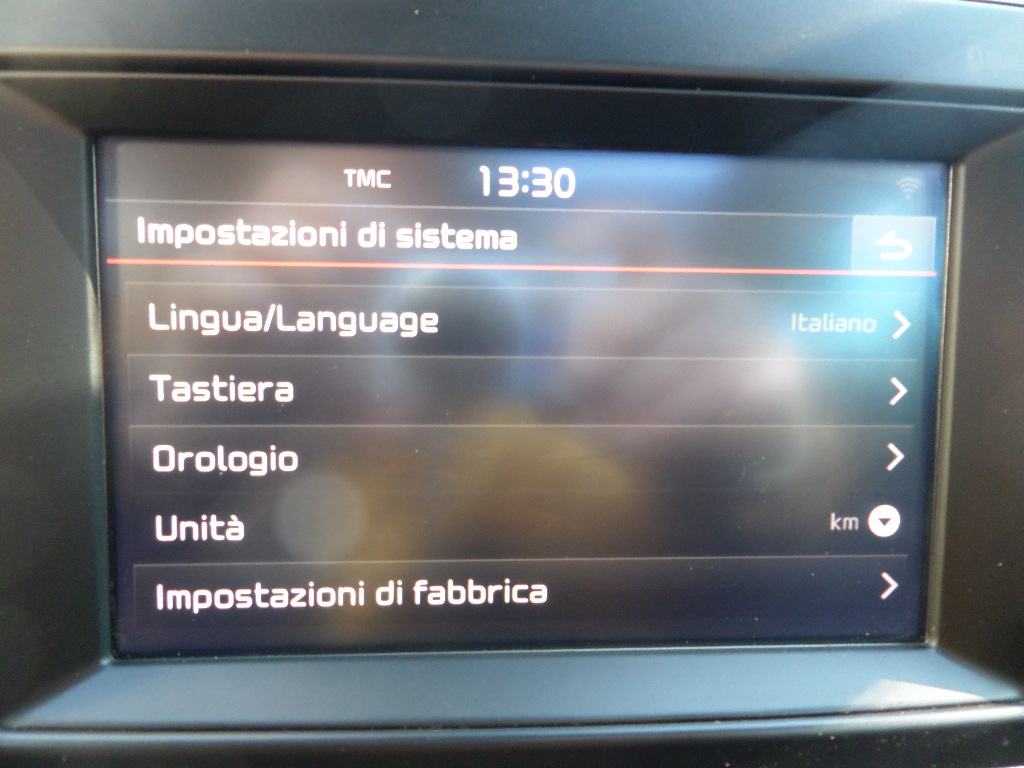 TMC 13:30
Impostazioni di sistema
Lingua/Language Italiano
Tastiera
Orologio
Unità km
Impostazioni di fabbrica